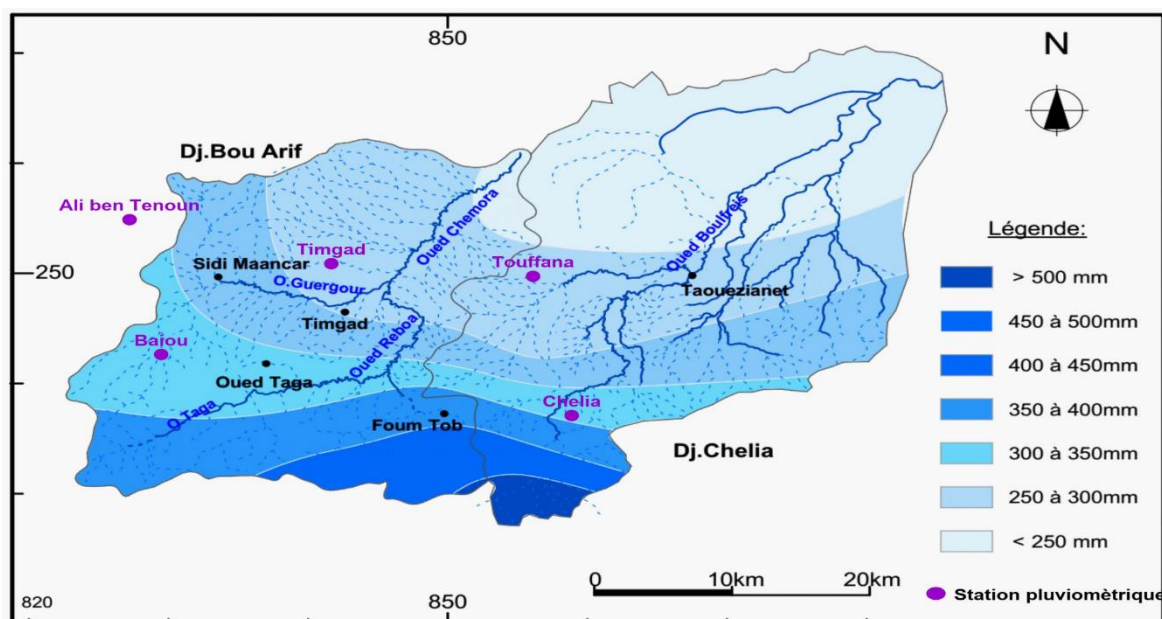 850
N
Dj.Bou Arif
Ali ben Tenoun
Oued Chemora
Oued Boulfreis
Timgad
Touffana
Légende:
-250
Sidi Maancar
O.Guergour
Taouezianet
> 500 mm
Timgad
450 à 500mm
Baiou
Oued Reboa
400 à 450mm
Oued Taga
O.Taga
Chelia
350 à 400mm
Foum Tob
Dj.Chelia
300 à 350mm
250 à 300mm
< 250 mm
0
10km
20km
Station pluviomètrique
820
850